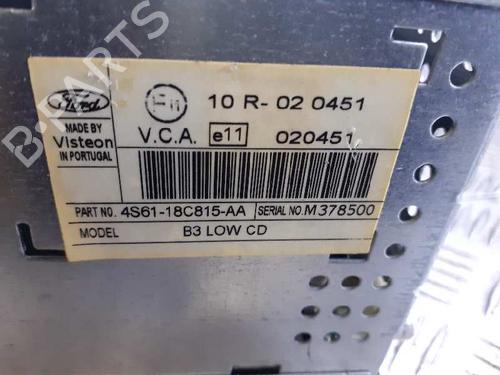 Ford
E11 10 R- 02 0451
MADE BY
Visteon
IN PORTUGAL
V.C.A. e11 020451
PART NO. 4S61-18C815-AA SERIAL NO. M378500
MODEL B3 LOW CD
B-PARTS